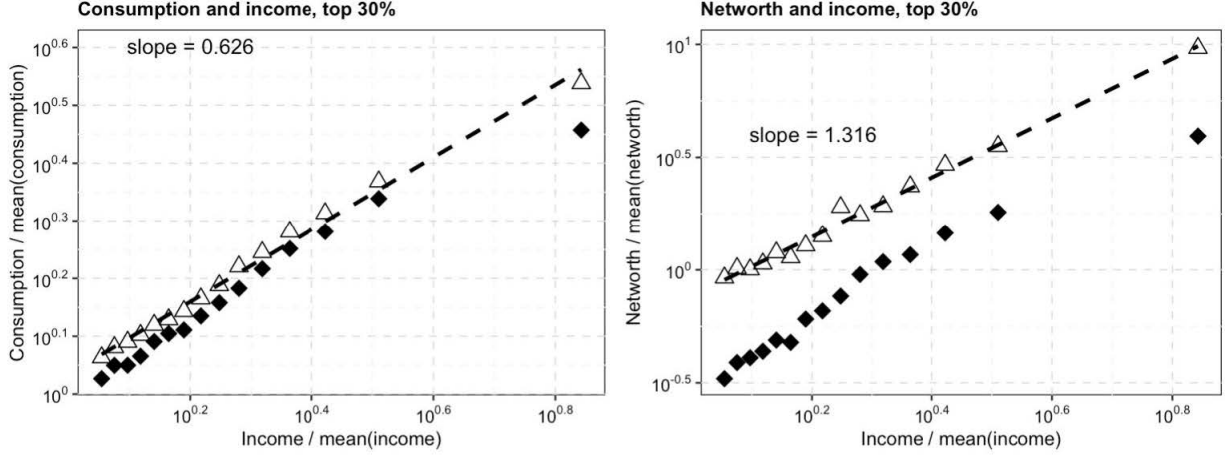 Consumption and income, top 30%
slope = 0.626
Consumption / mean(consumption)
10^0.6
10^0.5
10^0.4
10^0.3
10^0.2
10^0.1
10^0
10^0.2
10^0.4
10^0.6
10^0.8
Income / mean(income)
Networth and income, top 30%
slope = 1.316
Networth / mean(networth)
10^1
10^0.5
10^0
10^-0.5
10^0.2
10^0.4
10^0.6
10^0.8
Income / mean(income)